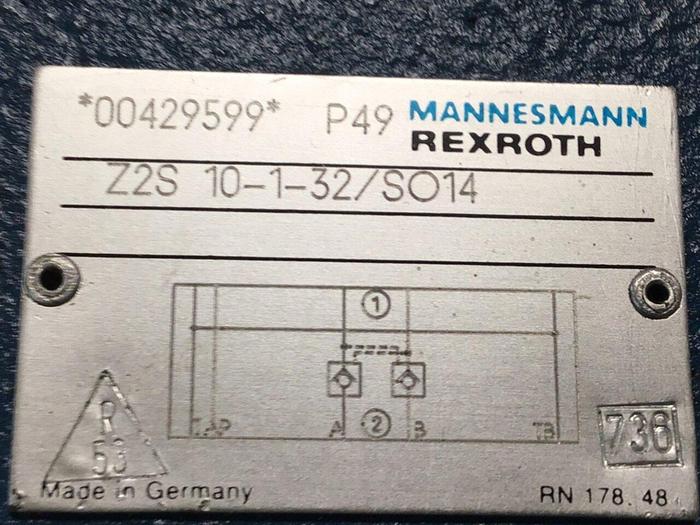 *00429599* P49 MANNESMANN
REXROTH
Z2S 10-1-32/SO14
1
2
A B TB
R
53
736
Made in Germany
RN 178. 48